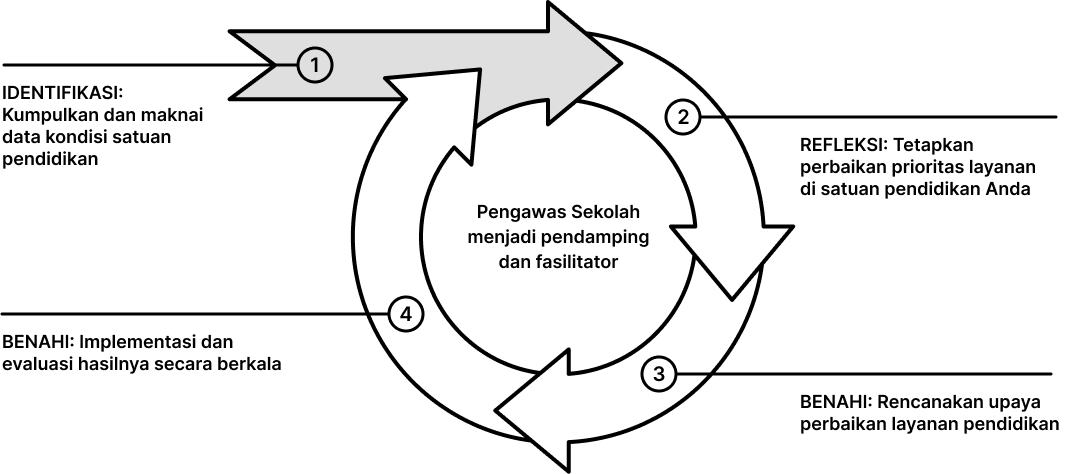 1
IDENTIFIKASI:
Kumpulkan dan maknai
data kondisi satuan
pendidikan
2
REFLEKSI: Tetapkan
perbaikan prioritas layanan
di satuan pendidikan Anda
Pengawas Sekolah
menjadi pendamping
dan fasilitator
3
BENAHI: Rencanakan upaya
perbaikan layanan pendidikan
4
BENAHI: Implementasi dan
evaluasi hasilnya secara berkala